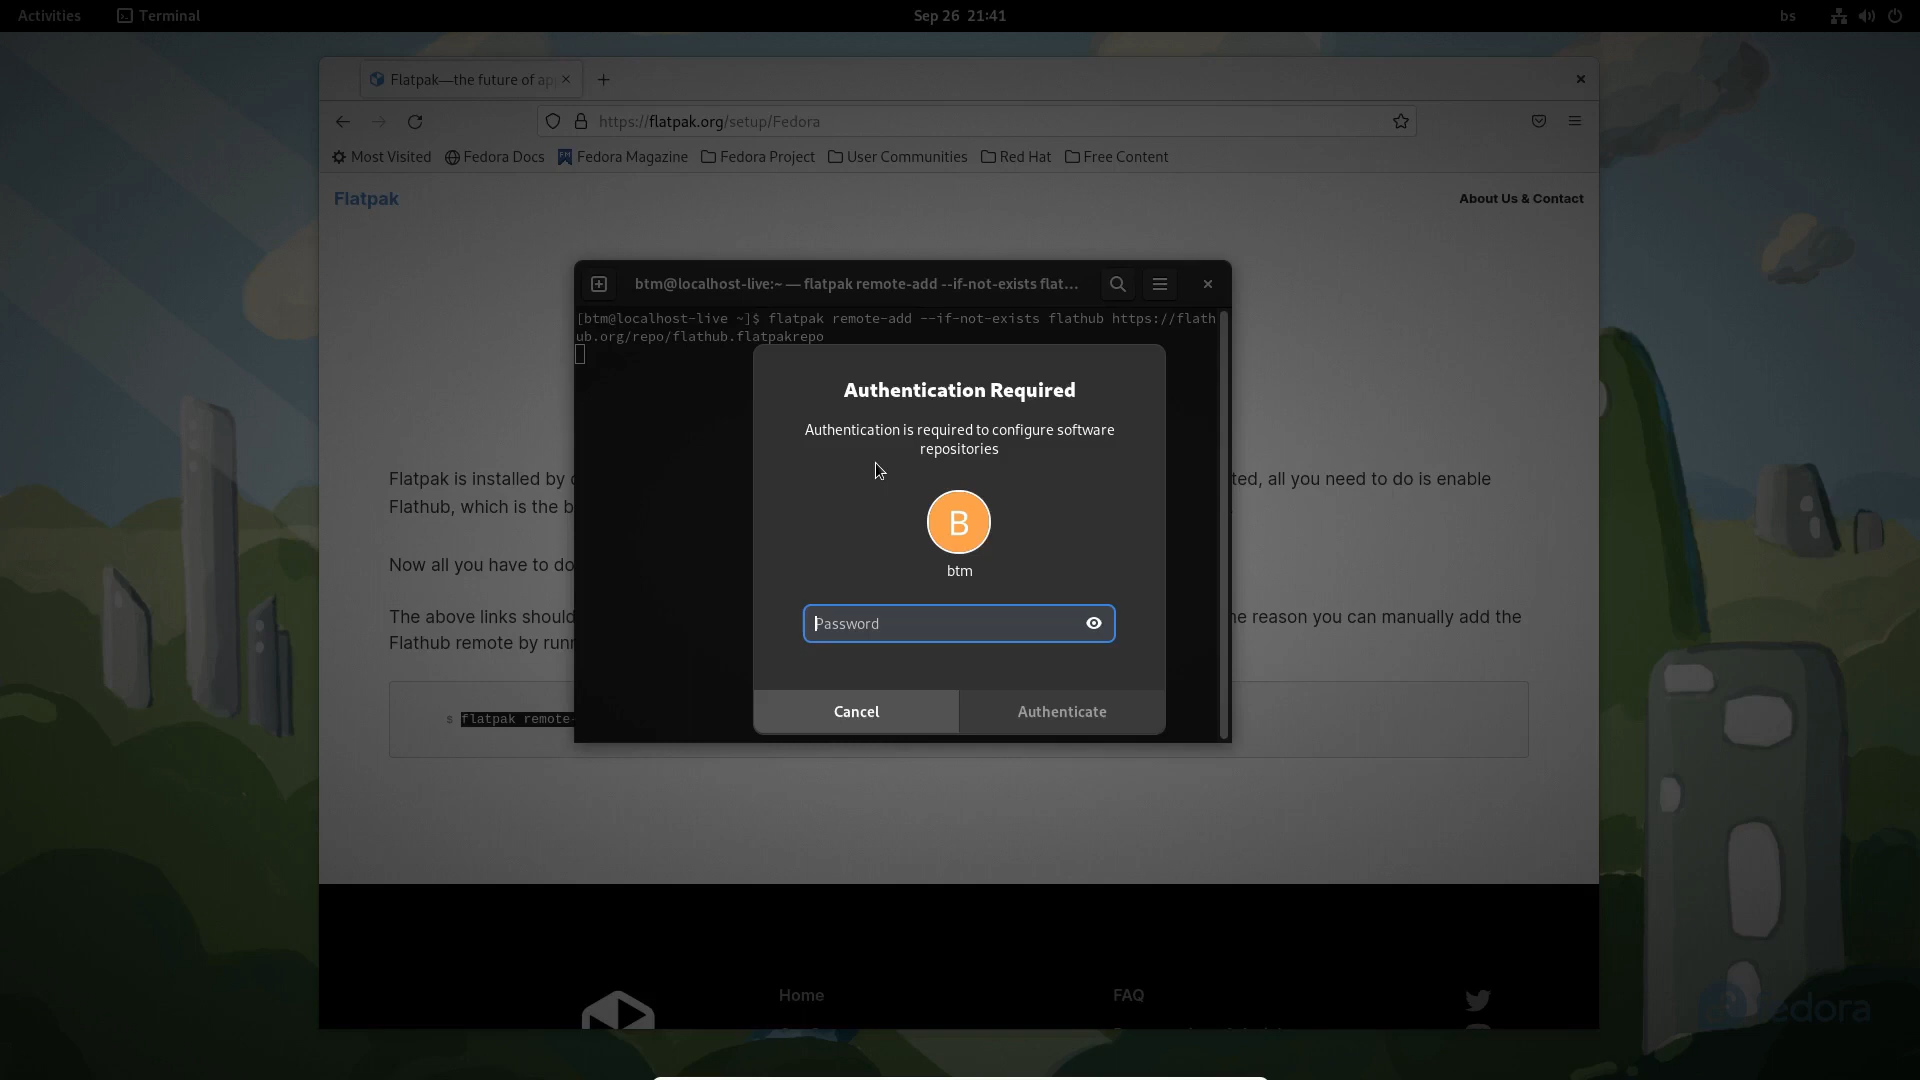 Activities
Terminal
Sep 26 21:41
bs
Flatpak—the future of ap
https://flatpak.org/setup/Fedora
Most Visited
Fedora Docs
Fedora Magazine
Fedora Project
User Communities
Red Hat
Free Content
Flatpak
About Us & Contact
btm@localhost-live:~ — flatpak remote-add --if-not-exists flat...
[btm@localhost-live ~]$ flatpak remote-add --if-not-exists flathub https://flath
ub.org/repo/flathub.flatpakrepo
Authentication Required
Authentication is required to configure software
repositories
B
btm
Password
Cancel
Authenticate
Flatpak is installed by
ted, all you need to do is enable
Flathub, which is the b
Now all you have to do
The above links should
he reason you can manually add the
Flathub remote by runn
$ flatpak remote-
Home
FAQ
fedora